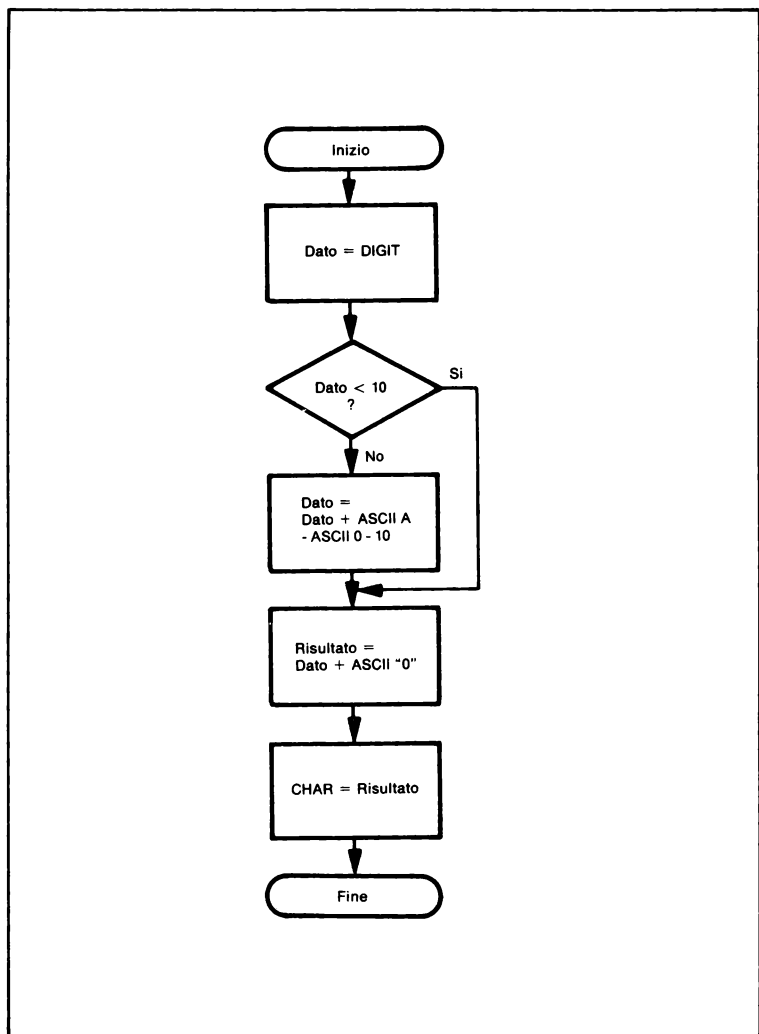 Inizio
Dato = DIGIT
Dato < 10
?
Si
No
Dato =
Dato + ASCII A
- ASCII 0 - 10
Risultato =
Dato + ASCII "0"
CHAR = Risultato
Fine